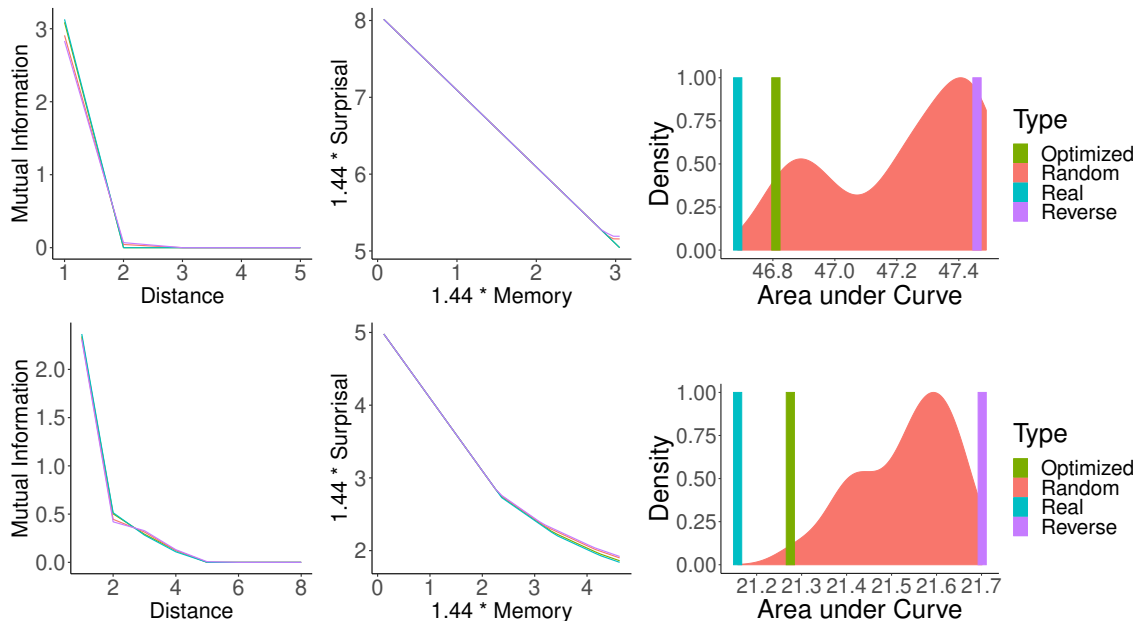 Mutual Information
3
2
1
0
1
2
3
4
5
Distance
1.44 * Surprisal
8
7
6
5
0
1
2
3
1.44 * Memory
Density
1.00
0.75
0.50
0.25
0.00
46.8
47.0
47.2
47.4
Area under Curve
Type
Optimized
Random
Real
Reverse
Mutual Information
2.0
1.5
1.0
0.5
0.0
2
4
6
8
Distance
1.44 * Surprisal
5
4
3
2
0
1
2
3
4
1.44 * Memory
Density
1.00
0.75
0.50
0.25
0.00
21.2
21.3
21.4
21.5
21.6
21.7
Area under Curve
Type
Optimized
Random
Real
Reverse